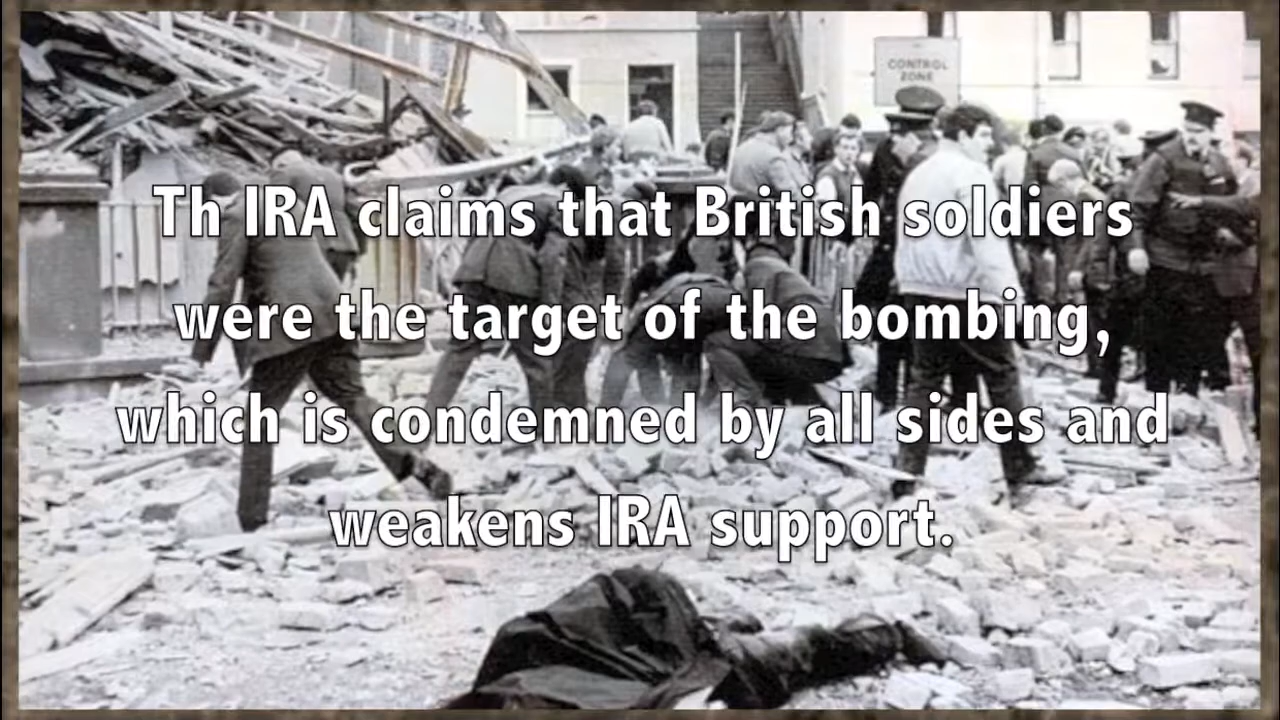 CONTROL
ZONE
Th IRA claims that British soldiers
were the target of the bombing,
which is condemned by all sides and
weakens IRA support.